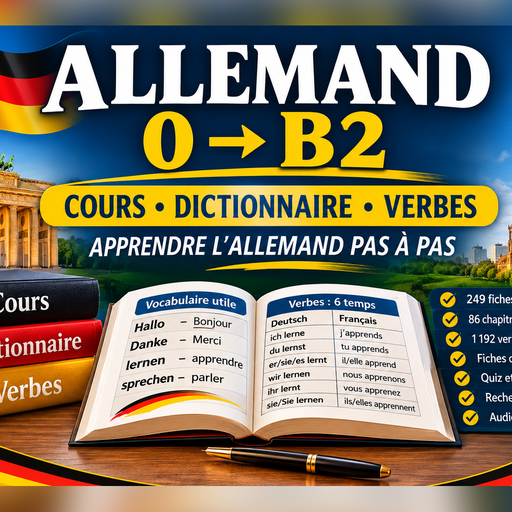 ALLEMAND
0 → B2
COURS • DICTIONNAIRE • VERBES
APPRENDRE L'ALLEMAND PAS À PAS
Cours
tionnaire
Verbes
Vocabulaire utile
Hallo – Bonjour
Danke – Merci
lernen – apprendre
sprechen – parler
Verbes : 6 temps
Deutsch Français
ich lerne j'apprends
du lernst tu apprends
er/sie/es lernt il/elle apprend
wir lernen nous apprenons
ihr lernt vous apprenez
sie/Sie lernen ils/elles apprennent
249 fiches
86 chapit
1 192 ver
Fiches
Quiz et
Reche
Audio